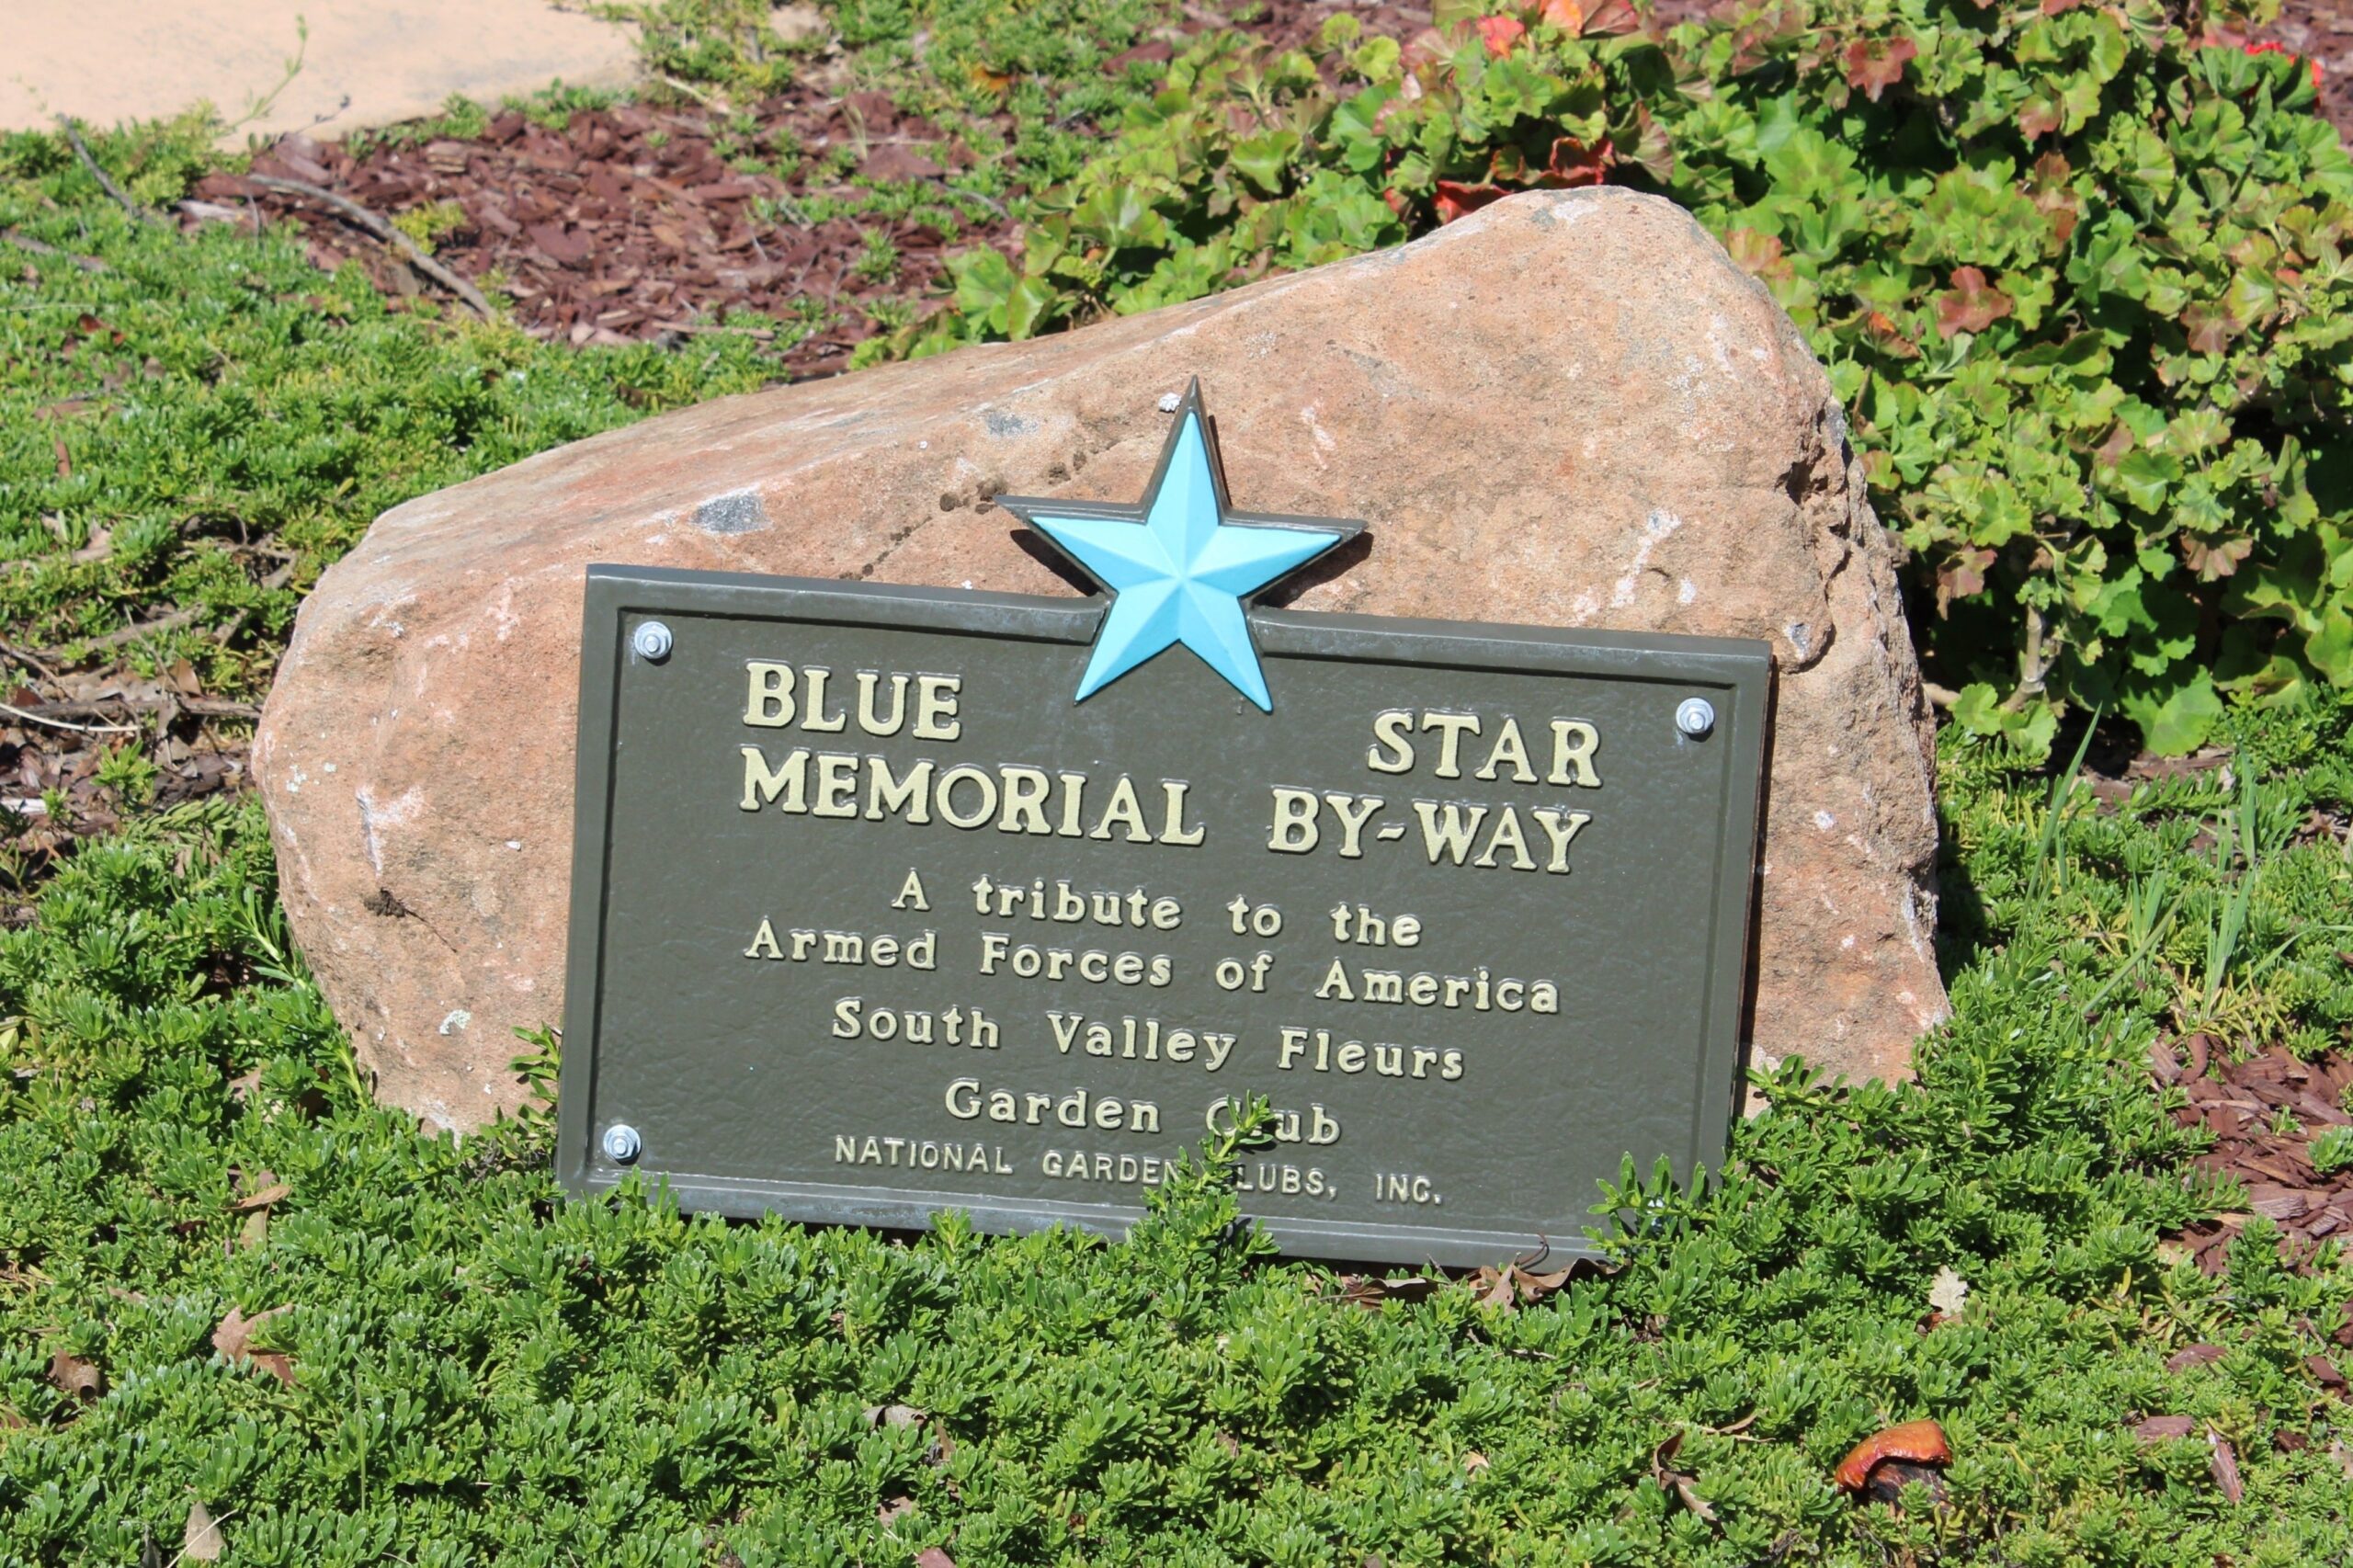 BLUE STAR
MEMORIAL BY-WAY
A tribute to the
Armed Forces of America
South Valley Fleurs
Garden Club
NATIONAL GARDEN CLUBS, INC.